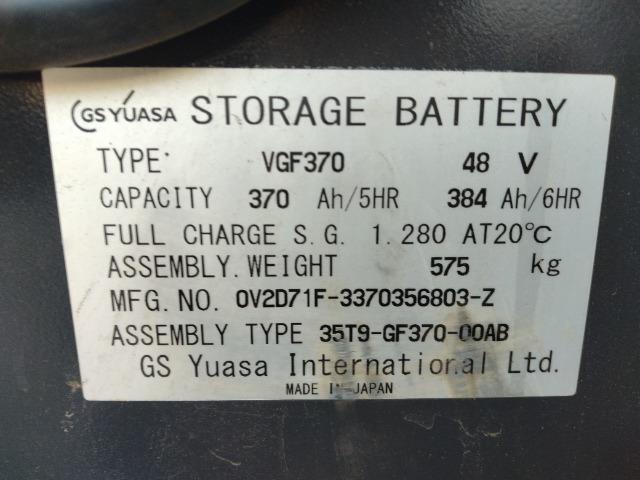 GS YUASA STORAGE BATTERY
TYPE VGF370 48 V
CAPACITY 370 Ah/5HR 384 Ah/6HR
FULL CHARGE S.G. 1.280 AT20℃
ASSEMBLY.WEIGHT 575 kg
MFG.NO. 0V2D71F-3370356803-Z
ASSEMBLY TYPE 35T9-GF370-00AB
GS Yuasa International Ltd.
MADE IN JAPAN